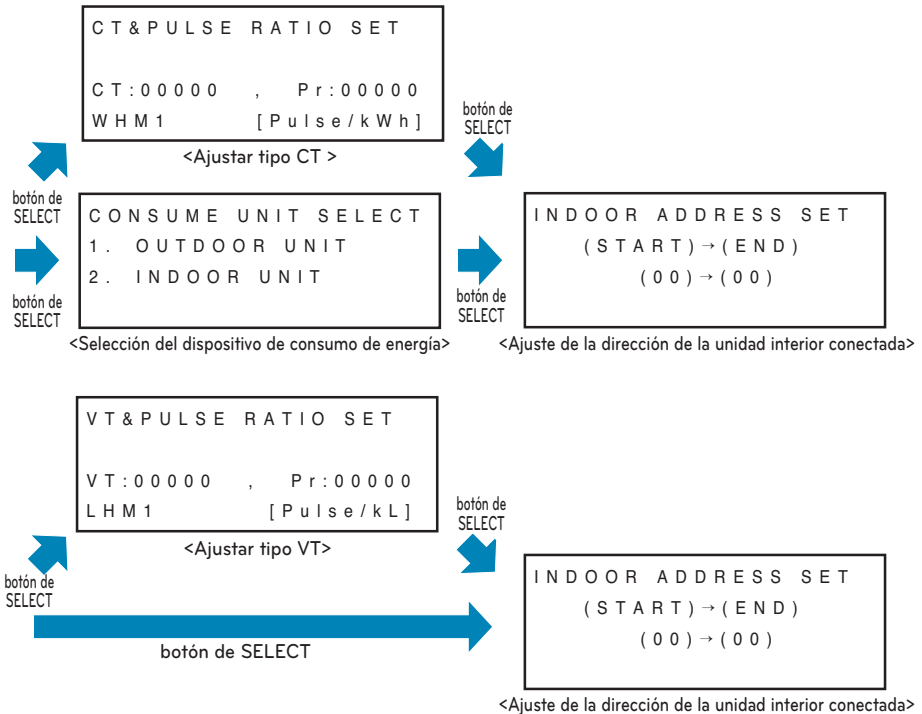 CT&PULSE RATIO SET
CT:00000 , Pr:00000
WHM1 [Pulse/kWh]
<Ajustar tipo CT >
botón de
SELECT
botón de
SELECT
botón de
SELECT
CONSUME UNIT SELECT
1. OUTDOOR UNIT
2. INDOOR UNIT
<Selección del dispositivo de consumo de energía>
botón de
SELECT
INDOOR ADDRESS SET
(START)→(END)
(00)→(00)
<Ajuste de la dirección de la unidad interior conectada>
VT&PULSE RATIO SET
VT:00000 , Pr:00000
LHM1 [Pulse/kL]
<Ajustar tipo VT>
botón de
SELECT
botón de
SELECT
botón de SELECT
INDOOR ADDRESS SET
(START)→(END)
(00)→(00)
<Ajuste de la dirección de la unidad interior conectada>